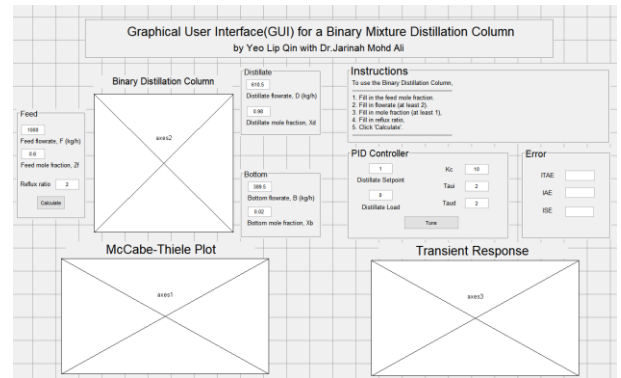 Graphical User Interface(GUI) for a Binary Mixture Distillation Column
by Yeo Lip Qin with Dr.Jarinah Mohd Ali
Binary Distillation Column
axes2
Feed
1000
Feed flowrate, F (kg/h)
0.6
Feed mole fraction, Zf
Reflux ratio 2
Calculate
Distillate
610.5
Distillate flowrate, D (kg/h)
0.98
Distillate mole fraction, Xd
Bottom
389.5
Bottom flowrate, B (kg/h)
0.02
Bottom mole fraction, Xb
Instructions
To use the Binary Distillation Column,
1. Fill in the feed mole fraction.
2. Fill in flowrate (at least 2).
3. Fill in mole fraction (at least 1),
4. Fill in reflux ratio,
5. Click 'Calculate'.
PID Controller
1
Distillate Setpoint
Distillate Load
Kc 10
Taui 2
Taud 2
Tune
Error
ITAE
IAE
ISE
McCabe-Thiele Plot
axes1
Transient Response
axes3